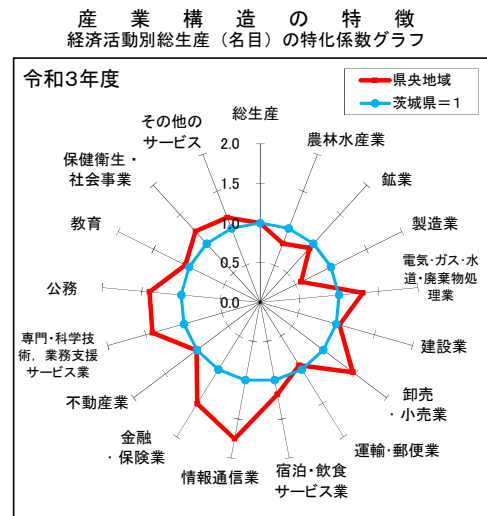 産業構造の特徴
経済活動別総生産（名目）の特化係数グラフ
令和3年度
県央地域
茨城県＝1
総生産
農林水産業
鉱業
製造業
電気・ガス・水
道・廃棄物処
理業
建設業
卸売
・小売業
運輸・郵便業
宿泊・飲食
サービス業
情報通信業
金融
・保険業
不動産業
専門・科学技
術，業務支援
サービス業
公務
教育
保健衛生・
社会事業
その他の
サービス
2.0
1.5
1.0
0.5
0.0